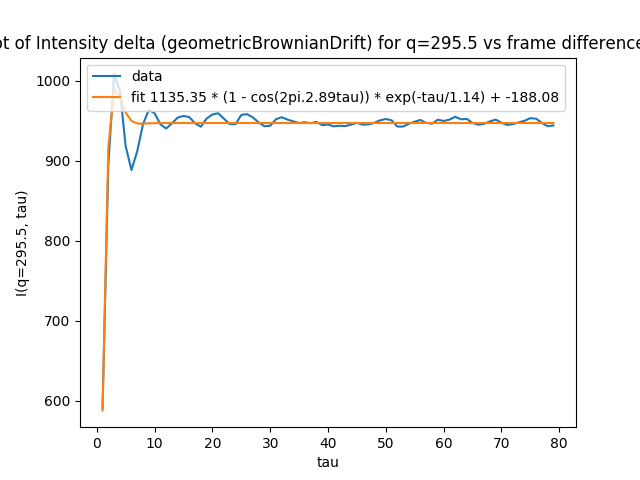 ot of Intensity delta (geometricBrownianDrift) for q=295.5 vs frame difference
data
fit 1135.35 * (1 - cos(2pi.2.89tau)) * exp(-tau/1.14) + -188.08
I(q=295.5, tau)
1000
900
800
700
600
0 10 20 30 40 50 60 70 80
tau